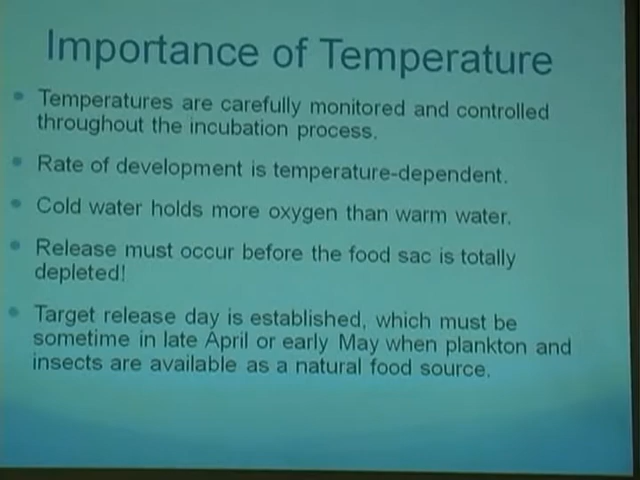 Importance of Temperature
Temperatures are carefully monitored and controlled
throughout the incubation process.
Rate of development is temperature-dependent.
Cold water holds more oxygen than warm water.
Release must occur before the food sac is totally
depleted!
Target release day is established, which must be
sometime in late April or early May when plankton and
insects are available as a natural food source.